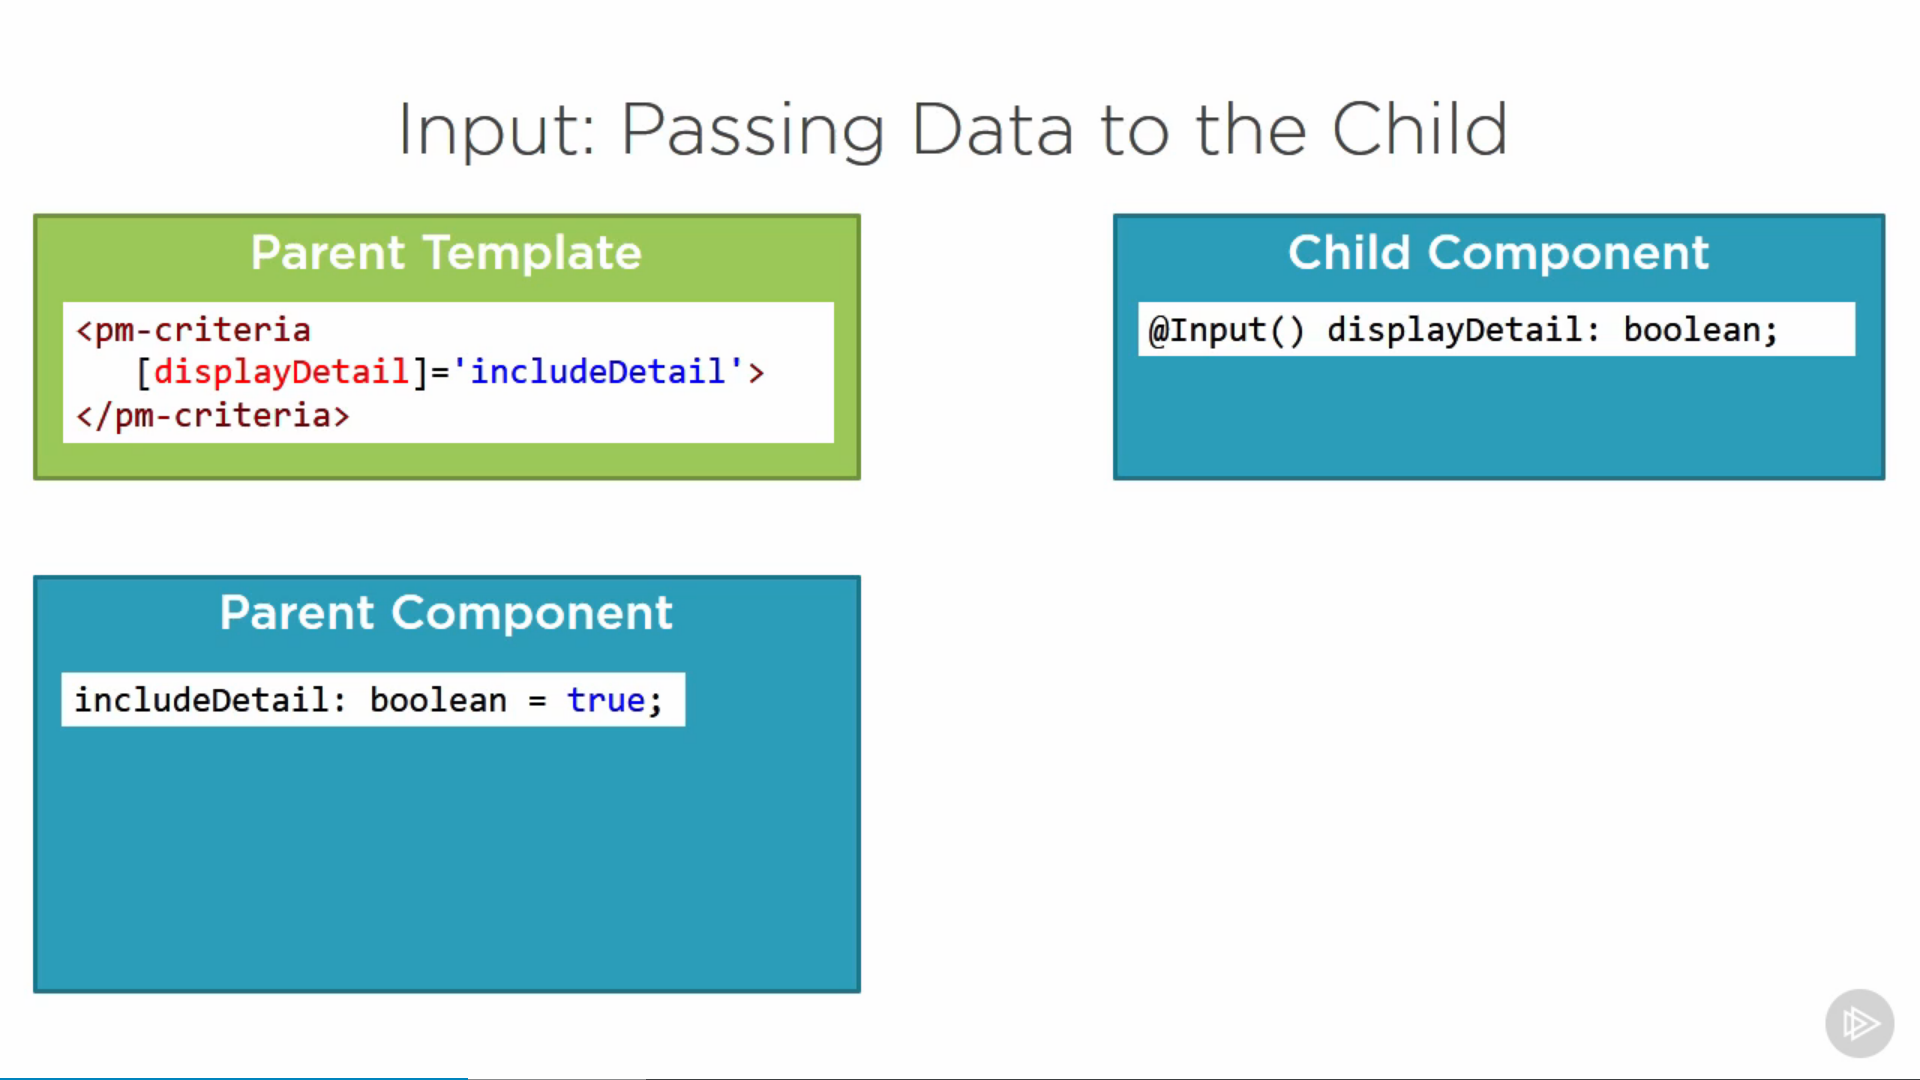 Input: Passing Data to the Child
Parent Template
<pm-criteria
[displayDetail]='includeDetail'>
</pm-criteria>
Child Component
@Input() displayDetail: boolean;
Parent Component
includeDetail: boolean = true;